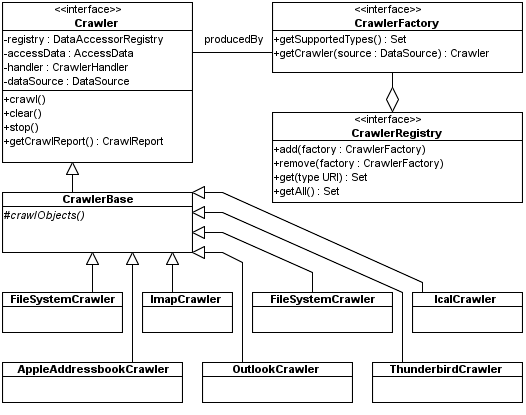 <<interface>>
Crawler
-registry : DataAccessorRegistry
-accessData : AccessData
-handler : CrawlerHandler
-dataSource : DataSource
+crawl()
+clear()
+stop()
+getCrawlReport() : CrawlReport
producedBy
<<interface>>
CrawlerFactory
+getSupportedTypes() : Set
+getCrawler(source : DataSource) : Crawler
<<interface>>
CrawlerRegistry
+add(factory : CrawlerFactory)
+remove(factory : CrawlerFactory)
+get(type URI) : Set
+getAll() : Set
CrawlerBase
#crawlObjects()
FileSystemCrawler
ImapCrawler
FileSystemCrawler
IcalCrawler
AppleAddressbookCrawler
OutlookCrawler
ThunderbirdCrawler